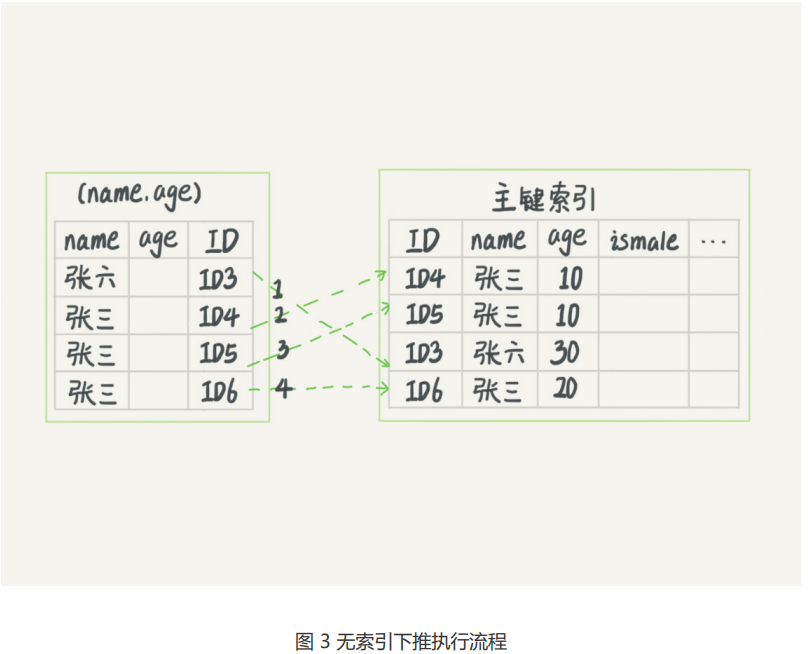 (name.age)
name age ID
张六 ID3
张三 ID4
张三 ID5
张三 ID6
1
2
3
4
主键索引
ID name age ismale ...
ID4 张三 10
ID5 张三 10
ID3 张六 30
ID6 张三 20
图 3 无索引下推执行流程